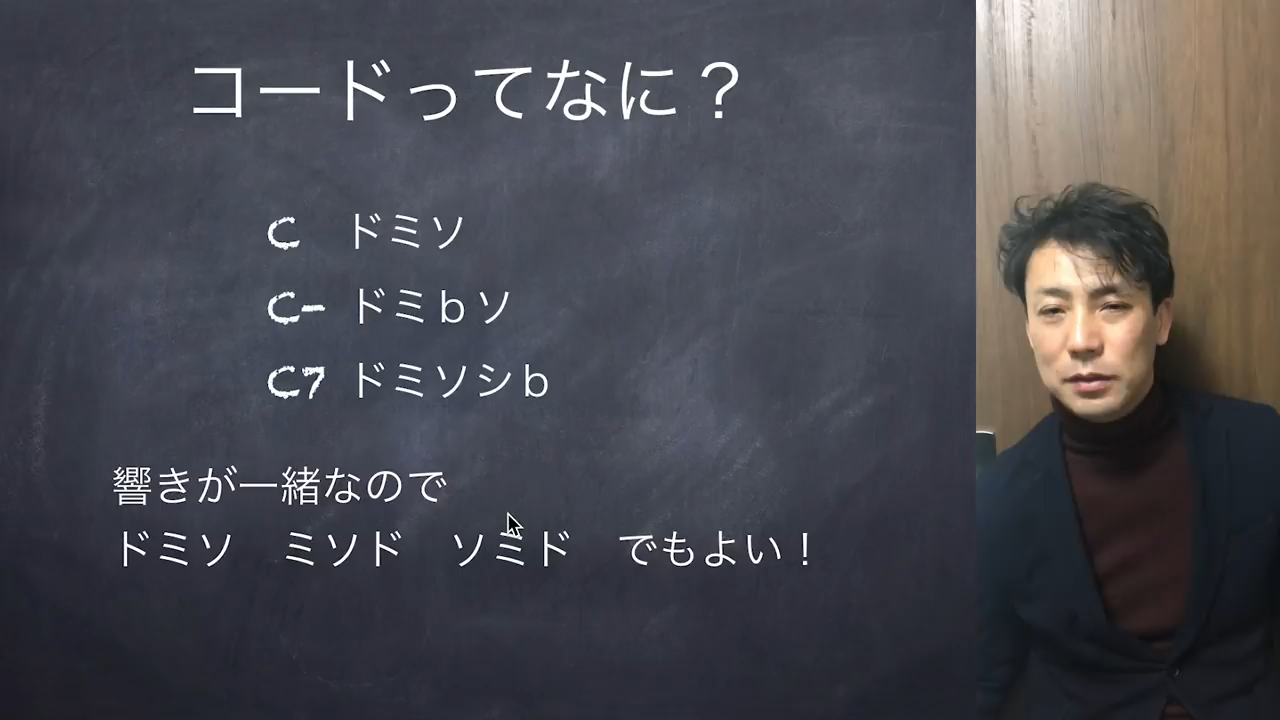 コードってなに？
C ドミソ
C- ドミbソ
C7 ドミソシb
響きが一緒なので
ドミソ ミソド ソミド でもよい！